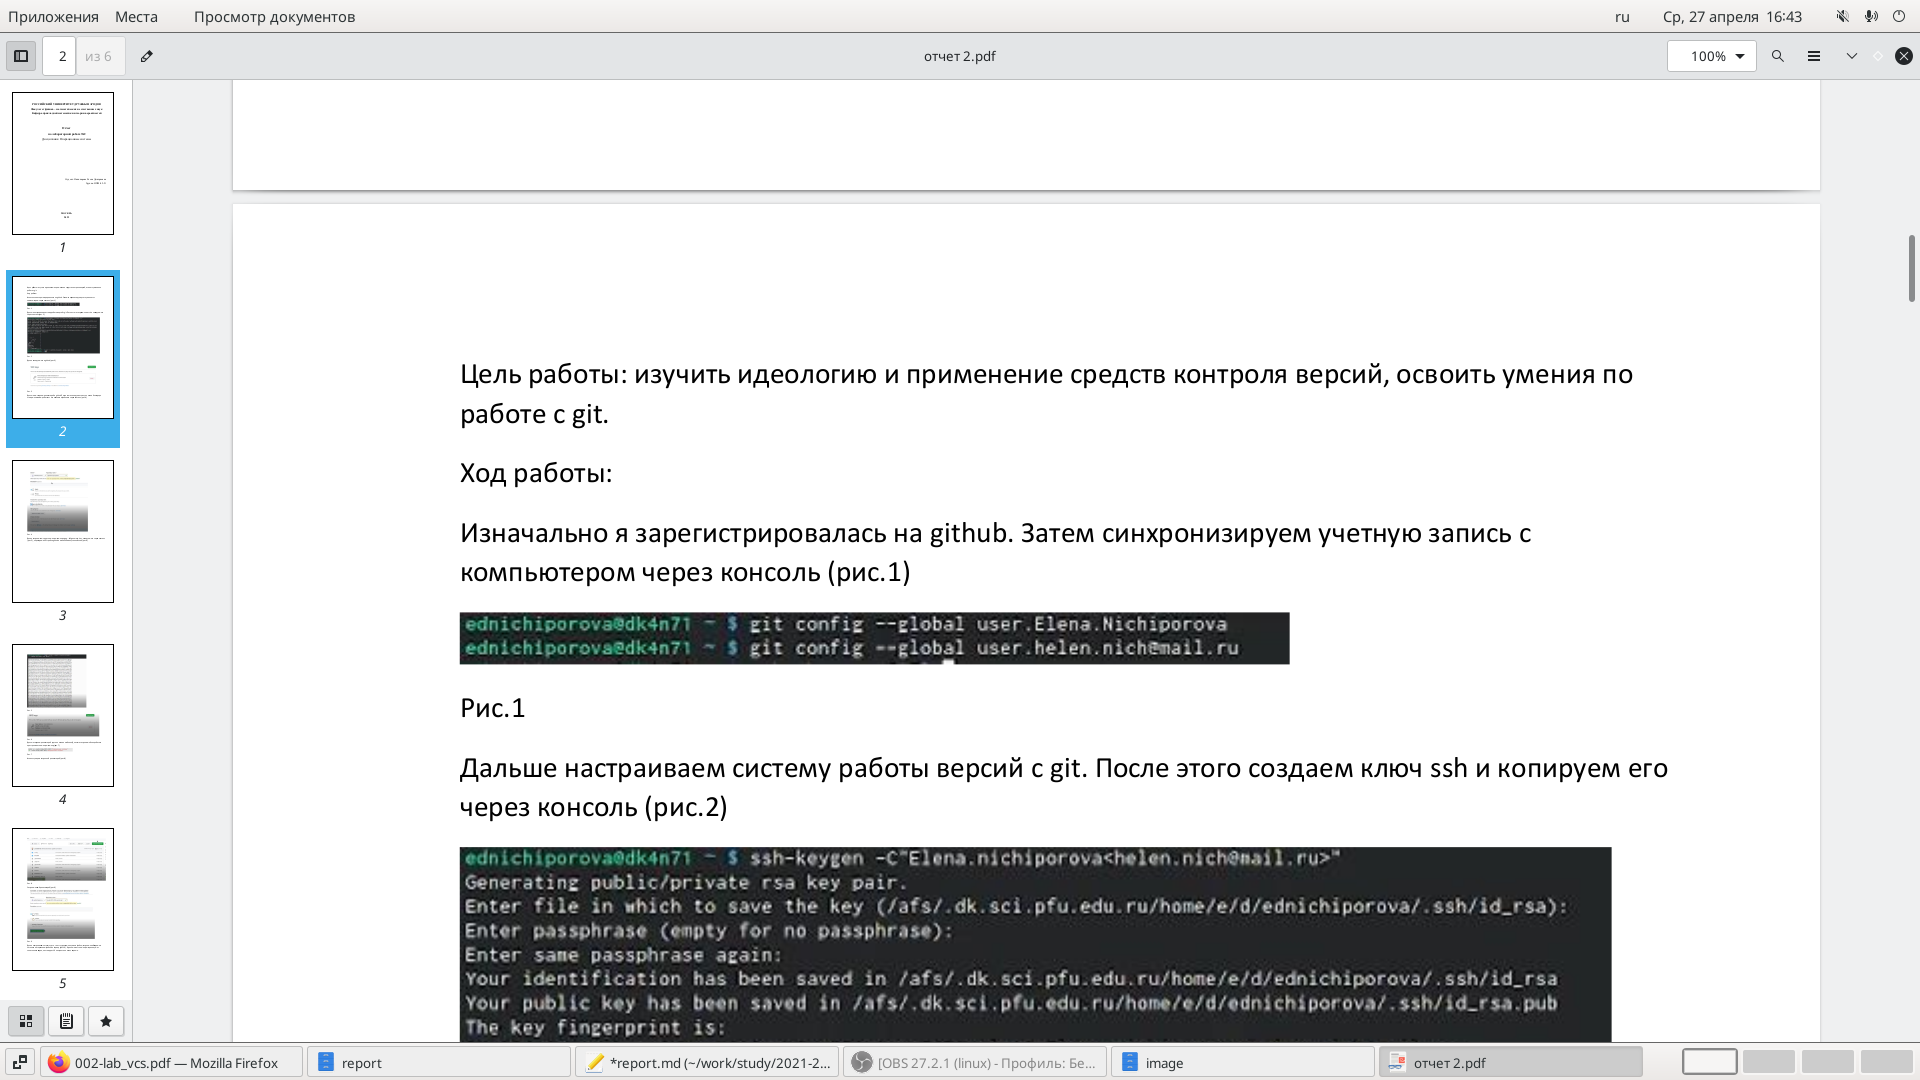 Приложения Места Просмотр документов ru Ср, 27 апреля 16:43
2 из 6 отчет 2.pdf 100%
1
2
3
4
5
Цель работы: изучить идеологию и применение средств контроля версий, освоить умения по
работе с git.
Ход работы:
Изначально я зарегистрировалась на github. Затем синхронизируем учетную запись с
компьютером через консоль (рис.1)
ednichiporova@dk4n71 ~ $ git config --global user.Elena.Nichiporova
ednichiporova@dk4n71 ~ $ git config --global user.helen.nich@mail.ru
Рис.1
Дальше настраиваем систему работы версий с git. После этого создаем ключ ssh и копируем его
через консоль (рис.2)
ednichiporova@dk4n71 ~ $ ssh-keygen -C"Elena.nichiporova<helen.nich@mail.ru>"
Generating public/private rsa key pair.
Enter file in which to save the key (/afs/.dk.sci.pfu.edu.ru/home/e/d/ednichiporova/.ssh/id_rsa):
Enter passphrase (empty for no passphrase):
Enter same passphrase again:
Your identification has been saved in /afs/.dk.sci.pfu.edu.ru/home/e/d/ednichiporova/.ssh/id_rsa
Your public key has been saved in /afs/.dk.sci.pfu.edu.ru/home/e/d/ednichiporova/.ssh/id_rsa.pub
The key fingerprint is:
002-lab_vcs.pdf — Mozilla Firefox report *report.md (~/work/study/2021-2... [OBS 27.2.1 (linux) - Профиль: Бе... image отчет 2.pdf